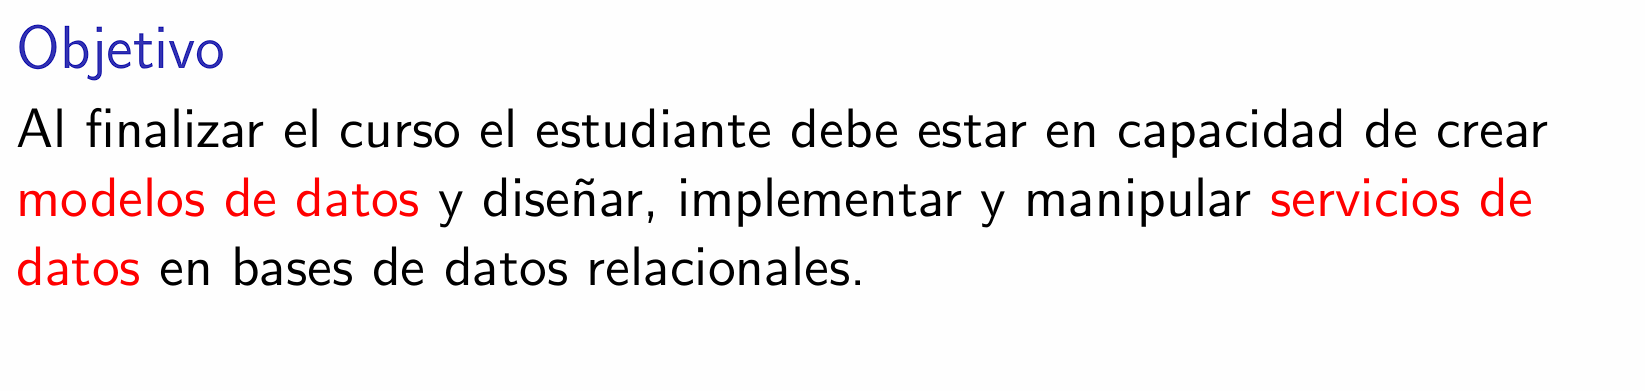 Objetivo
Al finalizar el curso el estudiante debe estar en capacidad de crear
modelos de datos y diseñar, implementar y manipular servicios de
datos en bases de datos relacionales.